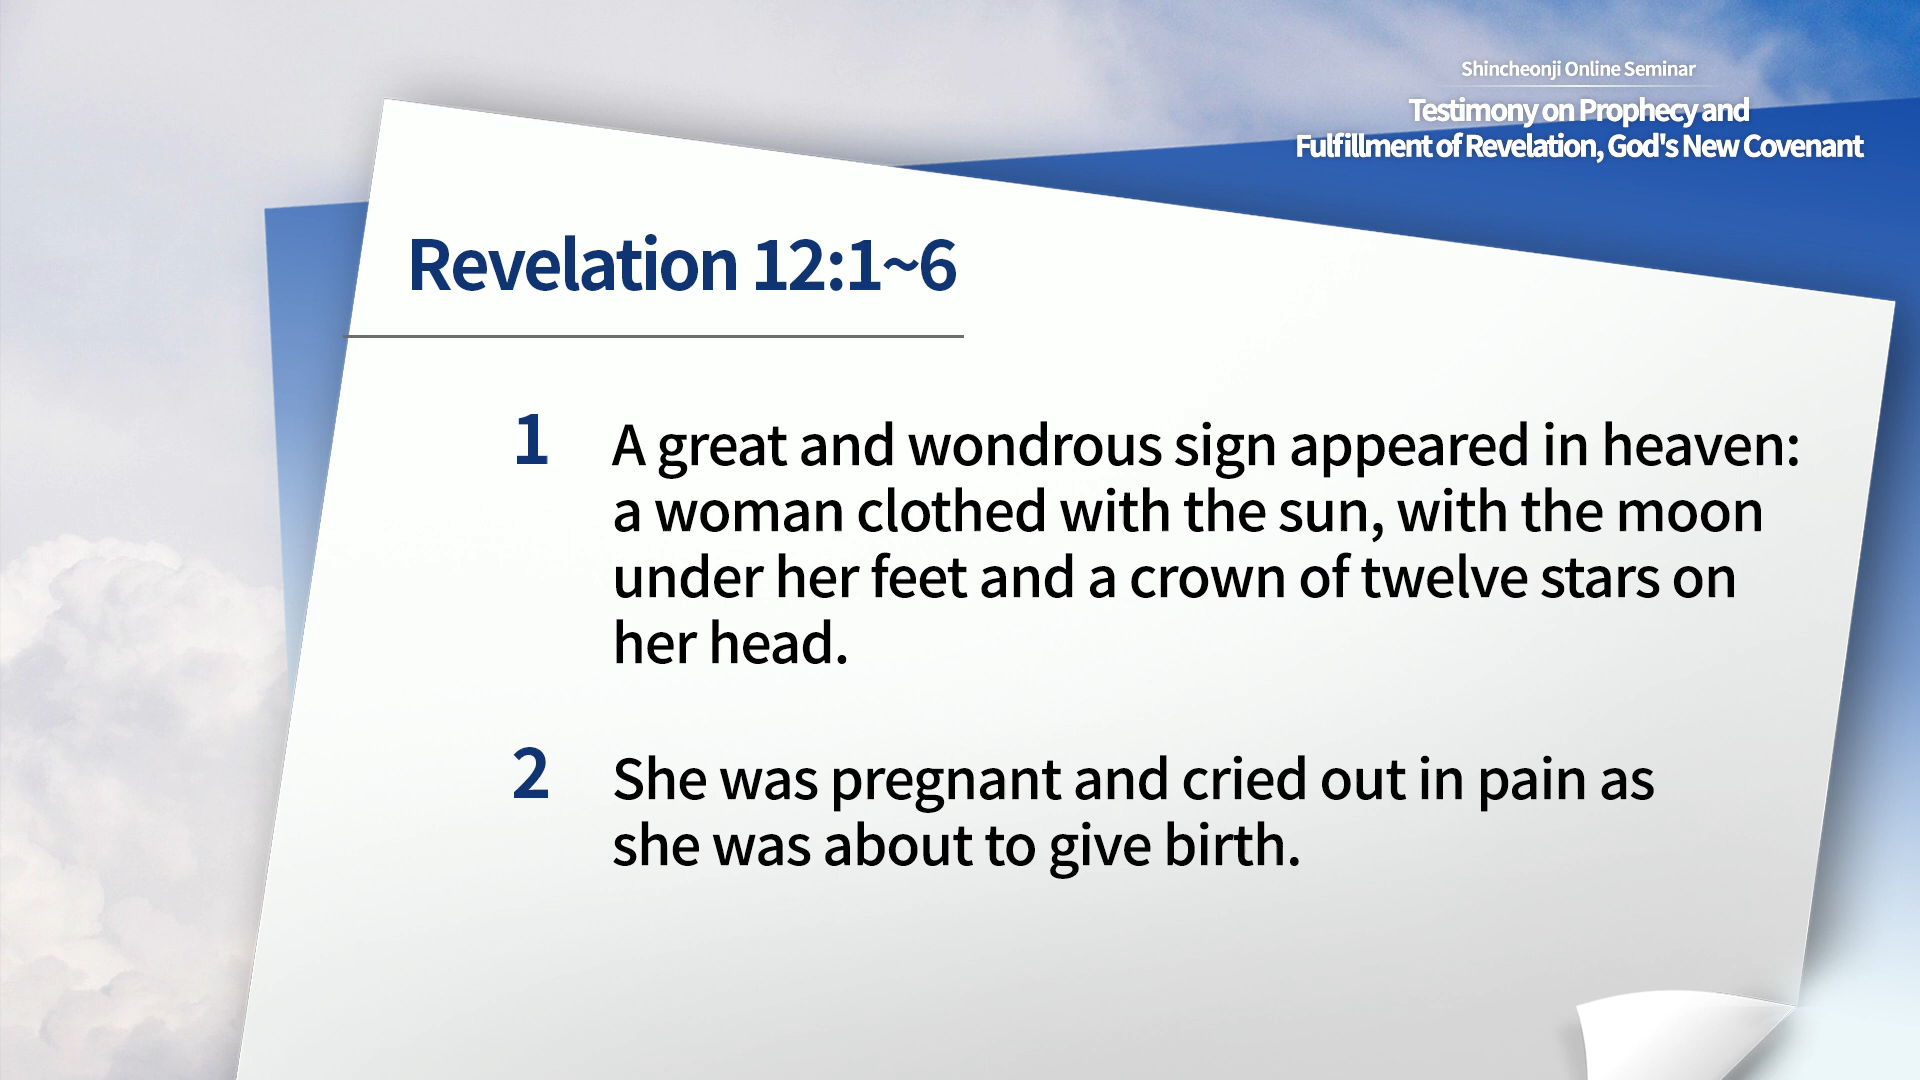 Shincheonji Online Seminar
Testimony on Prophecy and
Fulfillment of Revelation, God's New Covenant
Revelation 12:1~6
1 A great and wondrous sign appeared in heaven:
a woman clothed with the sun, with the moon
under her feet and a crown of twelve stars on
her head.
2 She was pregnant and cried out in pain as
she was about to give birth.